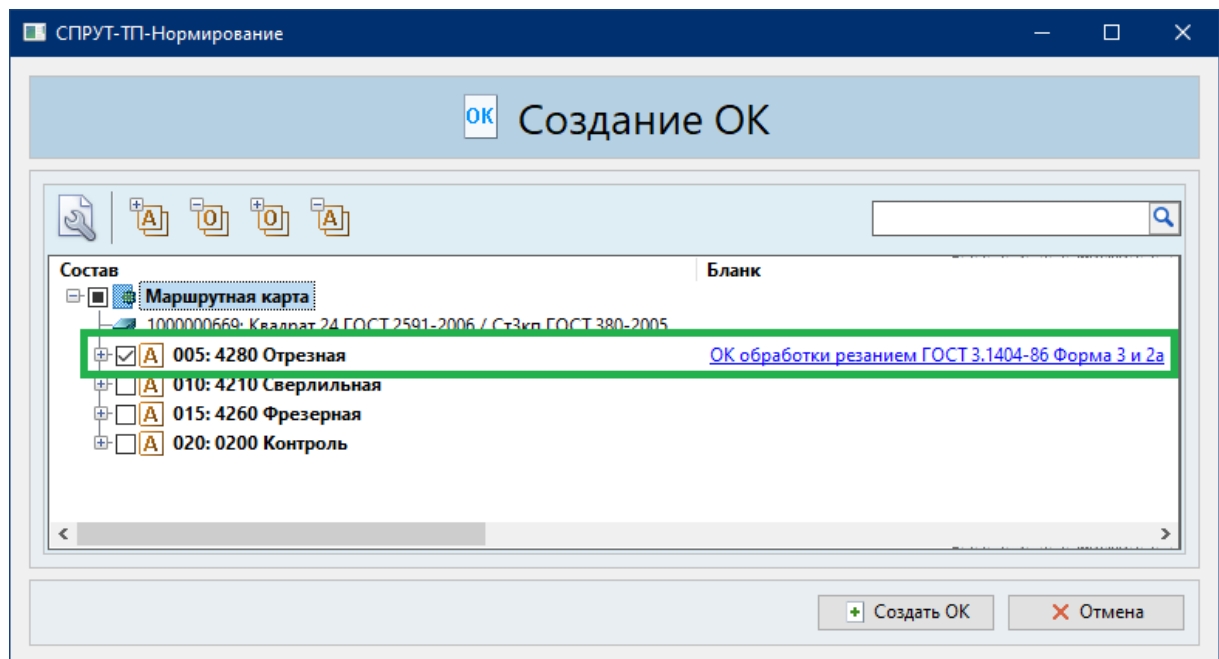 СПРУТ-ТП-Нормирование
ОК Создание ОК
A O O A
Состав Бланк
Маршрутная карта
1000000669: Квадрат 24 ГОСТ 2591-2006 / Ст3кп ГОСТ 380-2005
A 005: 4280 Отрезная ОК обработки резанием ГОСТ 3.1404-86 Форма 3 и 2а
A 010: 4210 Сверлильная
A 015: 4260 Фрезерная
A 020: 0200 Контроль
Создать ОК Отмена